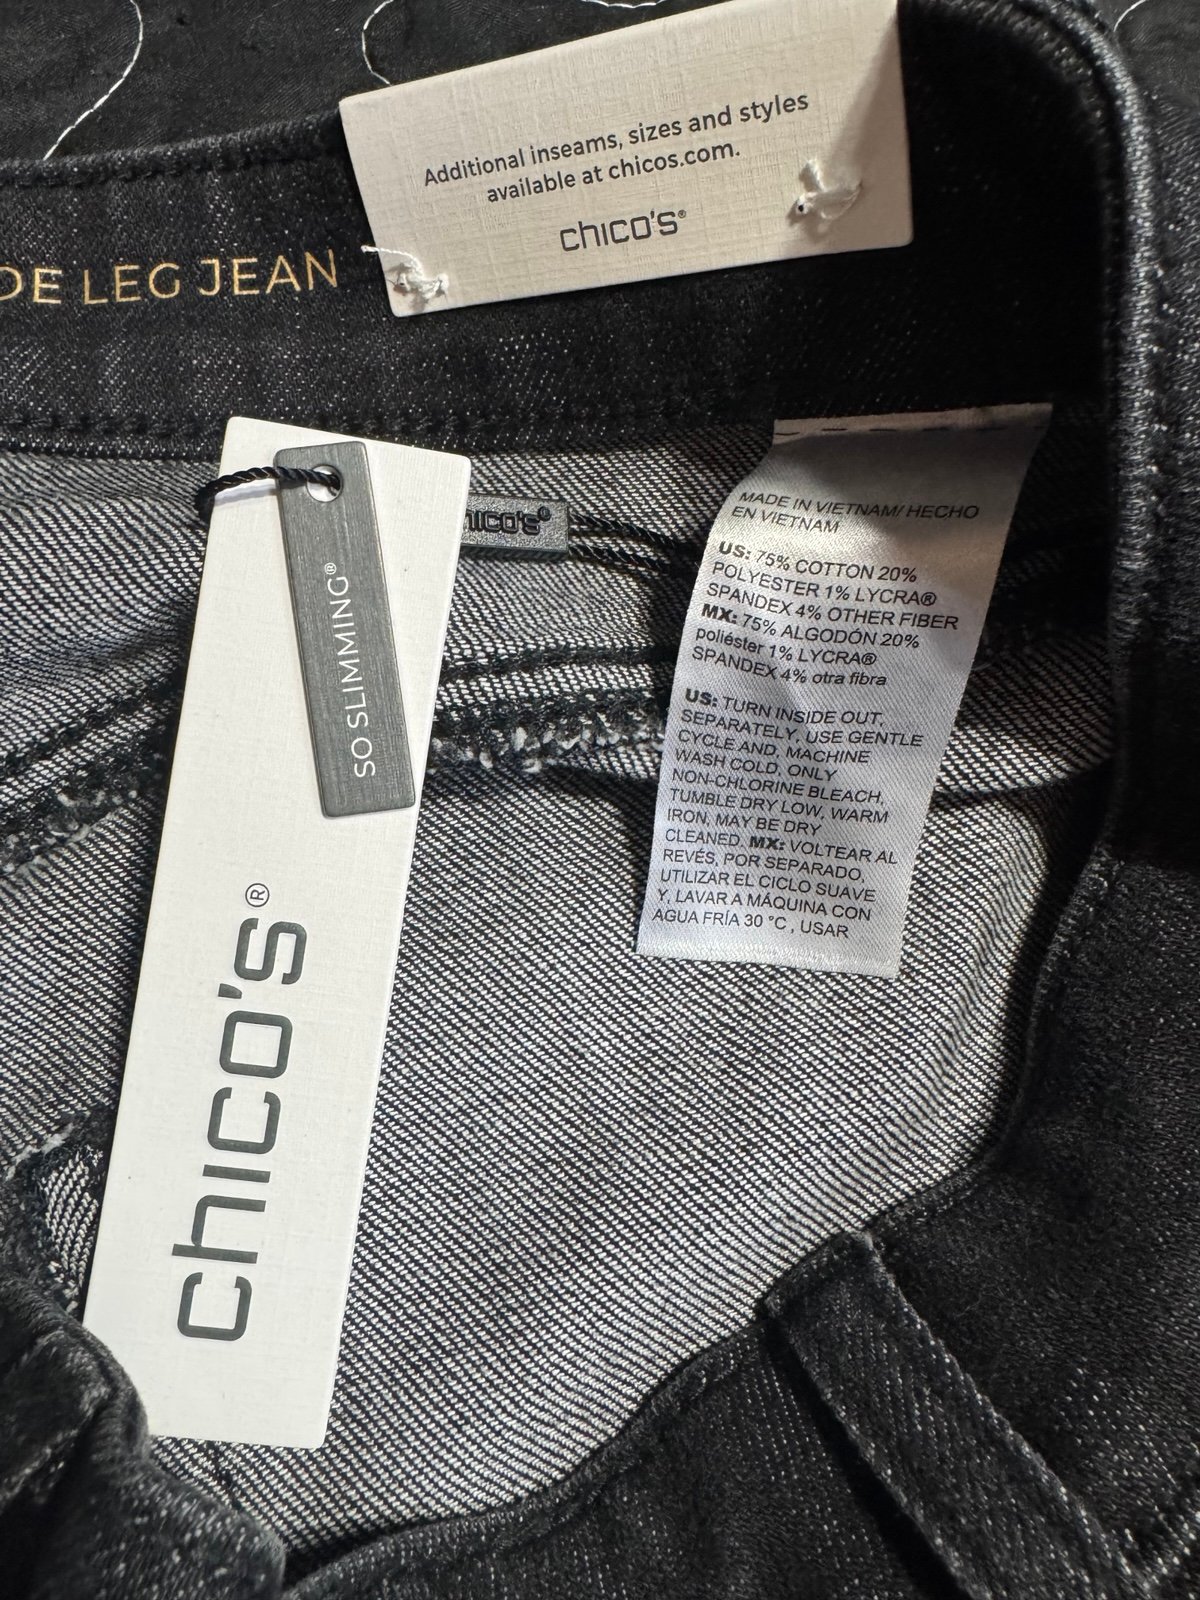 Additional inseams, sizes and styles
available at chicos.com.
chico's®
DE LEG JEAN
SO SLIMMING®
chico's®
hico's®
MADE IN VIETNAM/ HECHO
EN VIETNAM
US: 75% COTTON 20%
POLYESTER 1% LYCRA®
SPANDEX 4% OTHER FIBER
MX: 75% ALGODÓN 20%
poliéster 1% LYCRA®
SPANDEX 4% otra fibra
US: TURN INSIDE OUT,
SEPARATELY, USE GENTLE
CYCLE AND, MACHINE
WASH COLD, ONLY
NON-CHLORINE BLEACH,
TUMBLE DRY LOW, WARM
IRON, MAY BE DRY
CLEANED. MX: VOLTEAR AL
REVÉS, POR SEPARADO,
UTILIZAR EL CICLO SUAVE
Y, LAVAR A MÁQUINA CON
AGUA FRÍA 30 °C , USAR